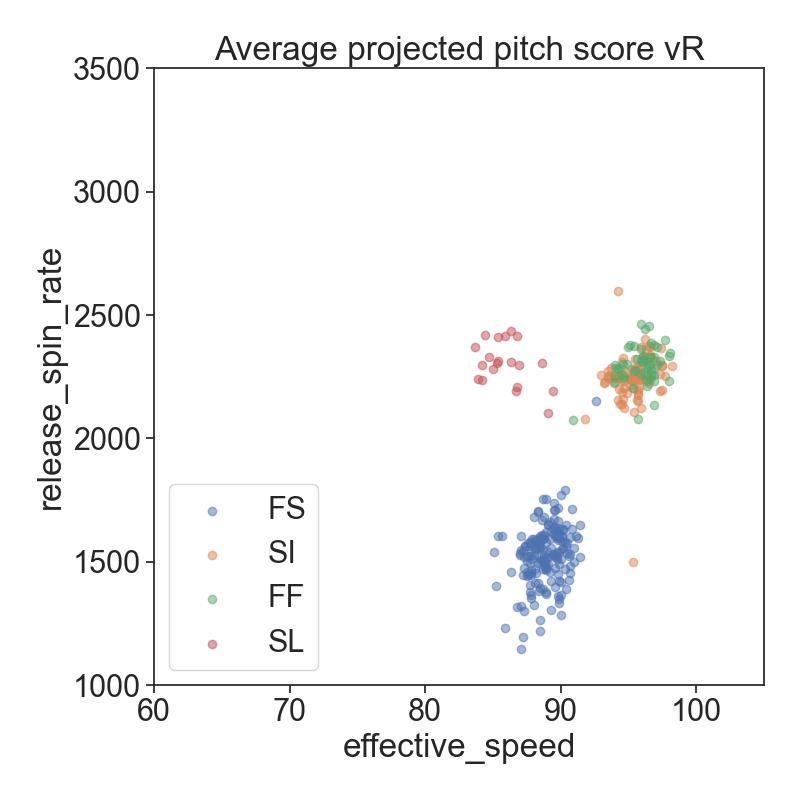 Average projected pitch score vR
3500
3000
2500
2000
1500
1000
release_spin_rate
FS
SI
FF
SL
60
70
80
90
100
effective_speed